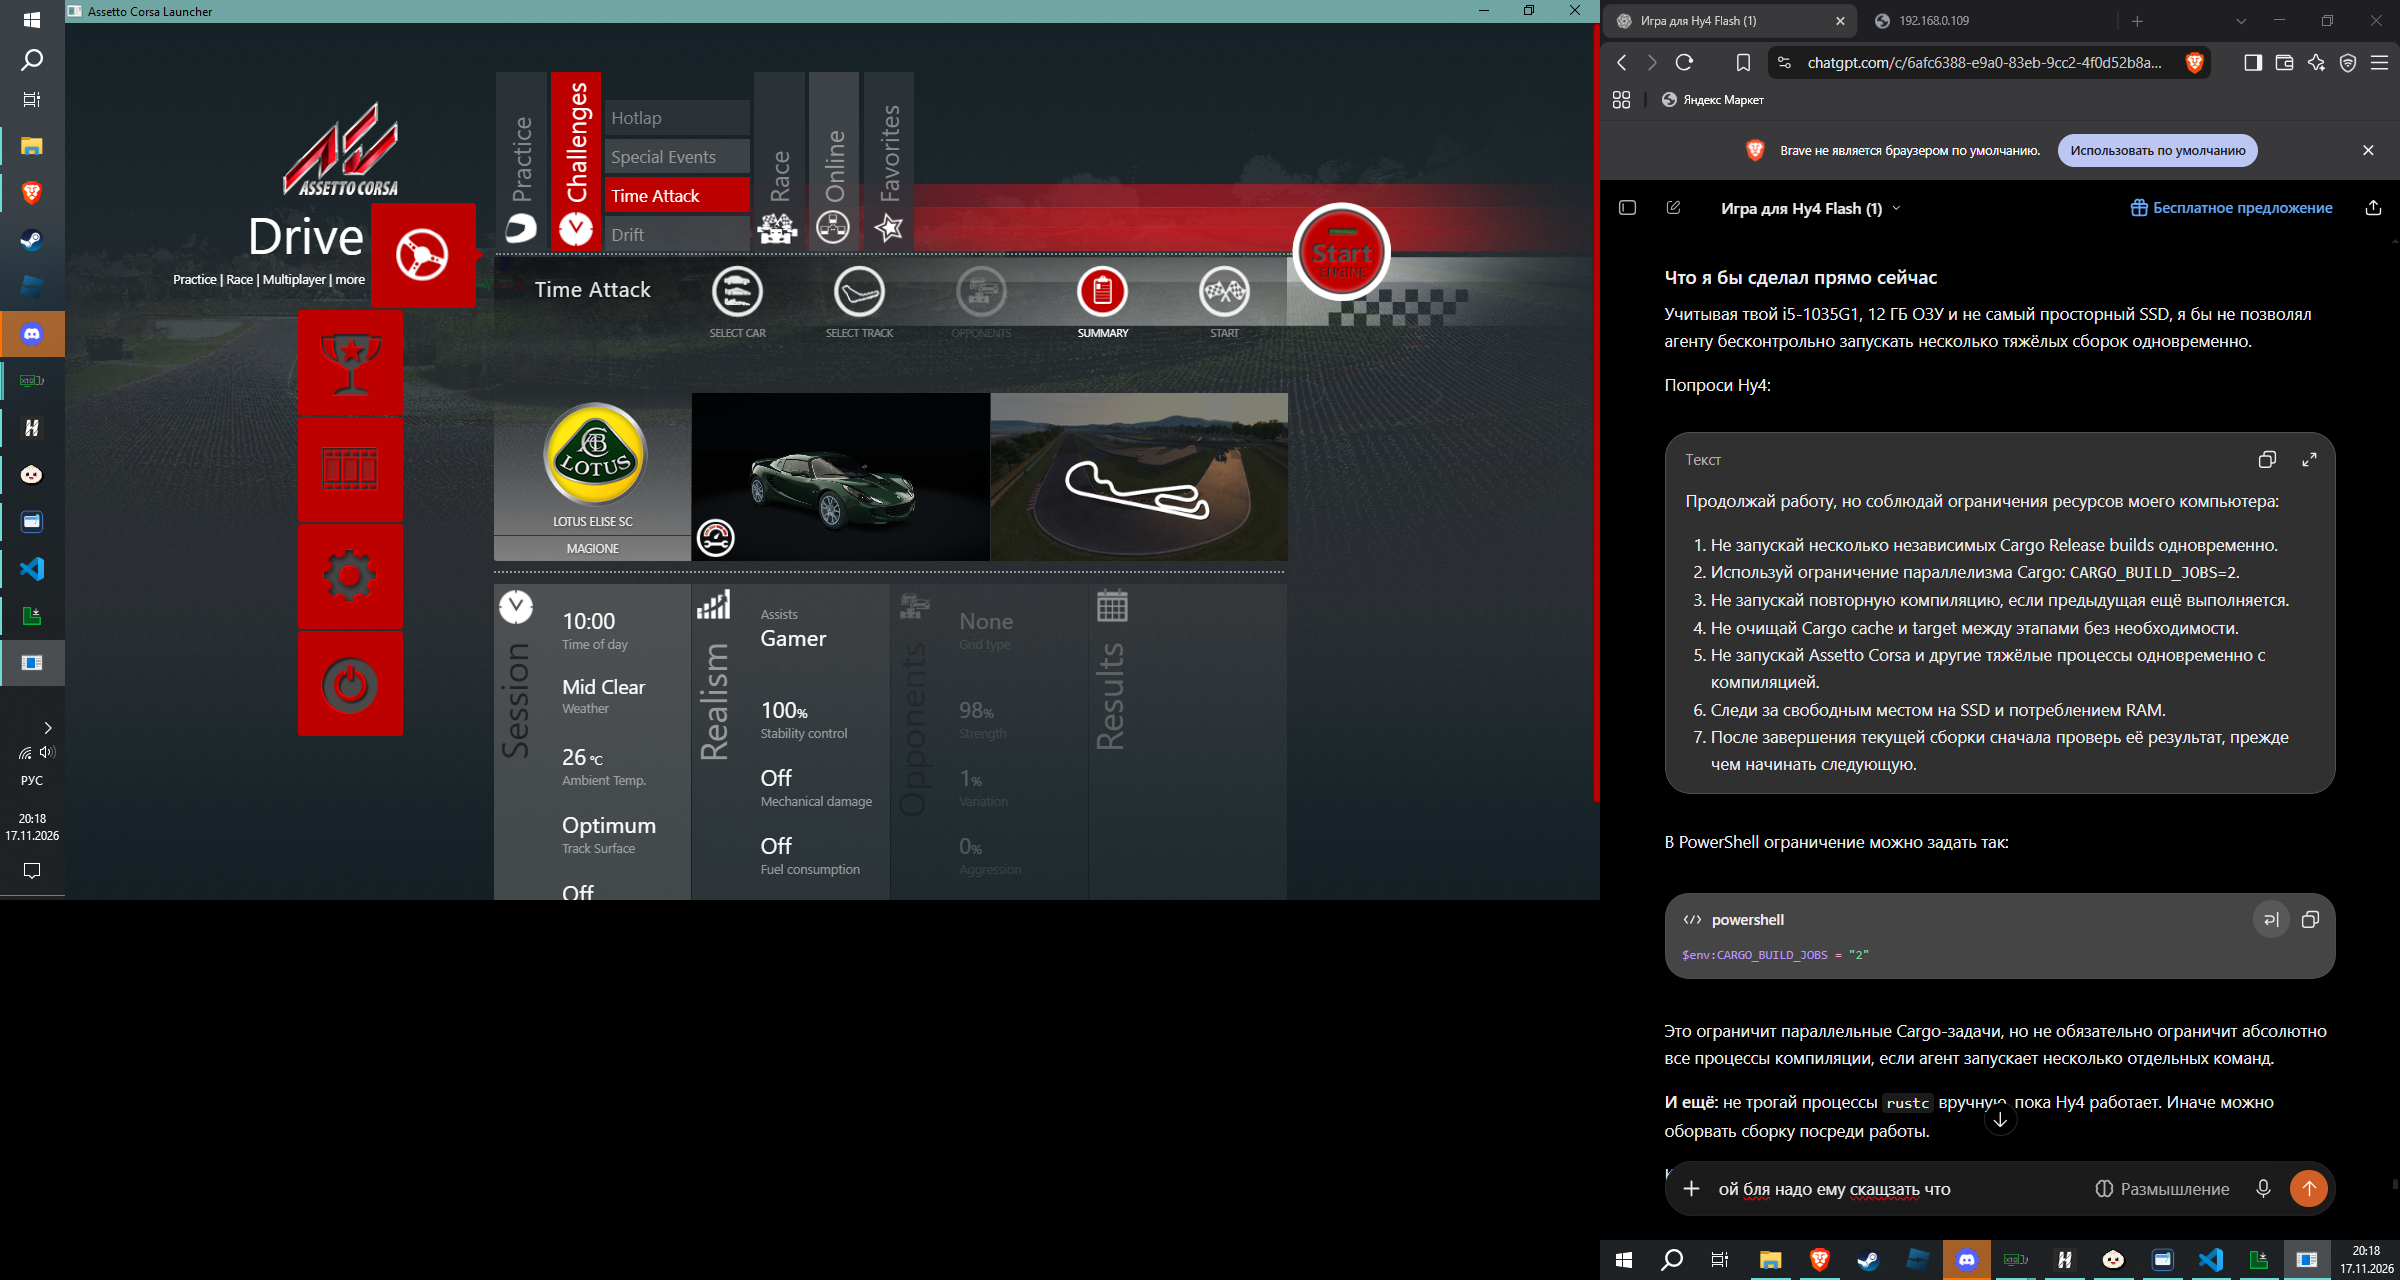 Assetto Corsa Launcher
РУС
20:18
17.11.2026
ASSETTO CORSA
Drive
Practice | Race | Multiplayer | more
Practice
Challenges
Hotlap
Special Events
Time Attack
Drift
Race
Online
Favorites
Start
ENGINE
Time Attack
SELECT CAR
SELECT TRACK
OPPONENTS
SUMMARY
START
LOTUS
LOTUS ELISE SC
MAGIONE
Session
10:00
Time of day
Mid Clear
Weather
26 °C
Ambient Temp.
Optimum
Track Surface
Off
Realism
Assists
Gamer
100%
Stability control
Off
Mechanical damage
Off
Fuel consumption
Opponents
None
Grid type
98%
Strength
1%
Variation
0%
Aggression
Results
Игра для Hy4 Flash (1)
192.168.0.109
chatgpt.com/c/6afc6388-e9a0-83eb-9cc2-4f0d52b8a...
Яндекс Маркет
Brave не является браузером по умолчанию.
Использовать по умолчанию
Игра для Hy4 Flash (1)
Бесплатное предложение
Что я бы сделал прямо сейчас
Учитывая твой i5-1035G1, 12 ГБ ОЗУ и не самый просторный SSD, я бы не позволял
агенту бесконтрольно запускать несколько тяжёлых сборок одновременно.
Попроси Hy4:
Текст
Продолжай работу, но соблюдай ограничения ресурсов моего компьютера:
1. Не запускай несколько независимых Cargo Release builds одновременно.
2. Используй ограничение параллелизма Cargo: CARGO_BUILD_JOBS=2.
3. Не запускай повторную компиляцию, если предыдущая ещё выполняется.
4. Не очищай Cargo cache и target между этапами без необходимости.
5. Не запускай Assetto Corsa и другие тяжёлые процессы одновременно с
компиляцией.
6. Следи за свободным местом на SSD и потреблением RAM.
7. После завершения текущей сборки сначала проверь её результат, прежде
чем начинать следующую.
В PowerShell ограничение можно задать так:
powershell
$env:CARGO_BUILD_JOBS = "2"
Это ограничит параллельные Cargo-задачи, но не обязательно ограничит абсолютно
все процессы компиляции, если агент запускает несколько отдельных команд.
И ещё: не трогай процессы rustc вручную, пока Hy4 работает. Иначе можно
оборвать сборку посреди работы.
ой бля надо ему скащзать что
Размышление
20:18
17.11.2026